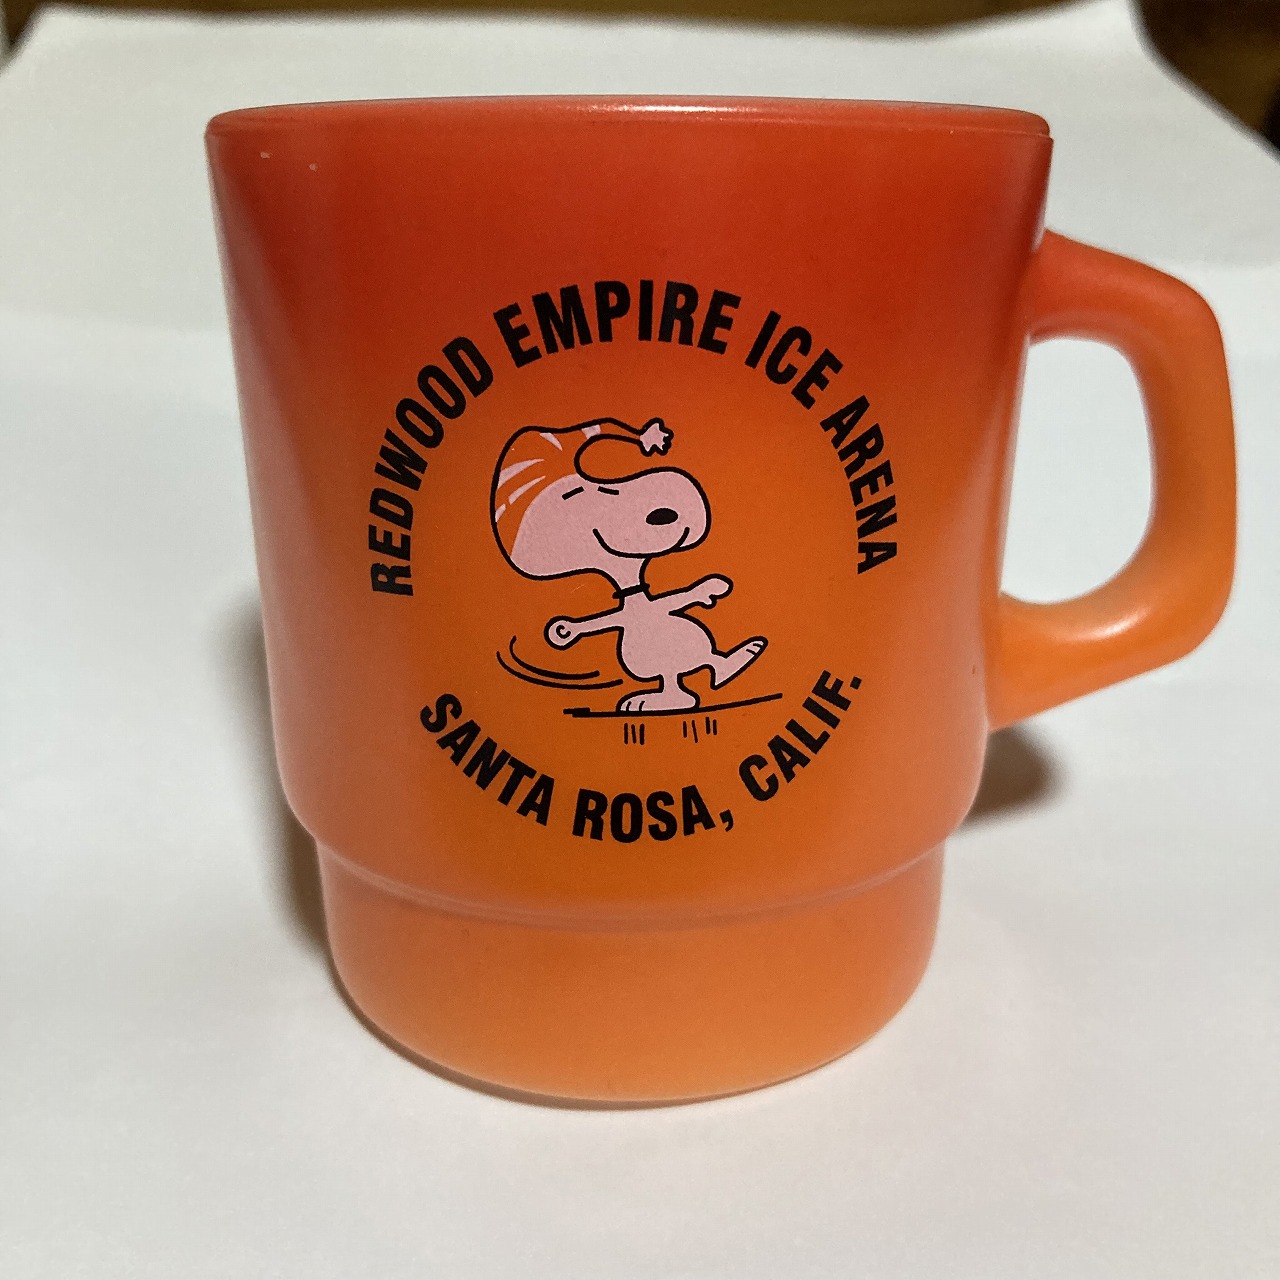 REDWOOD EMPIRE ICE ARENA
SANTA ROSA, CALIF.